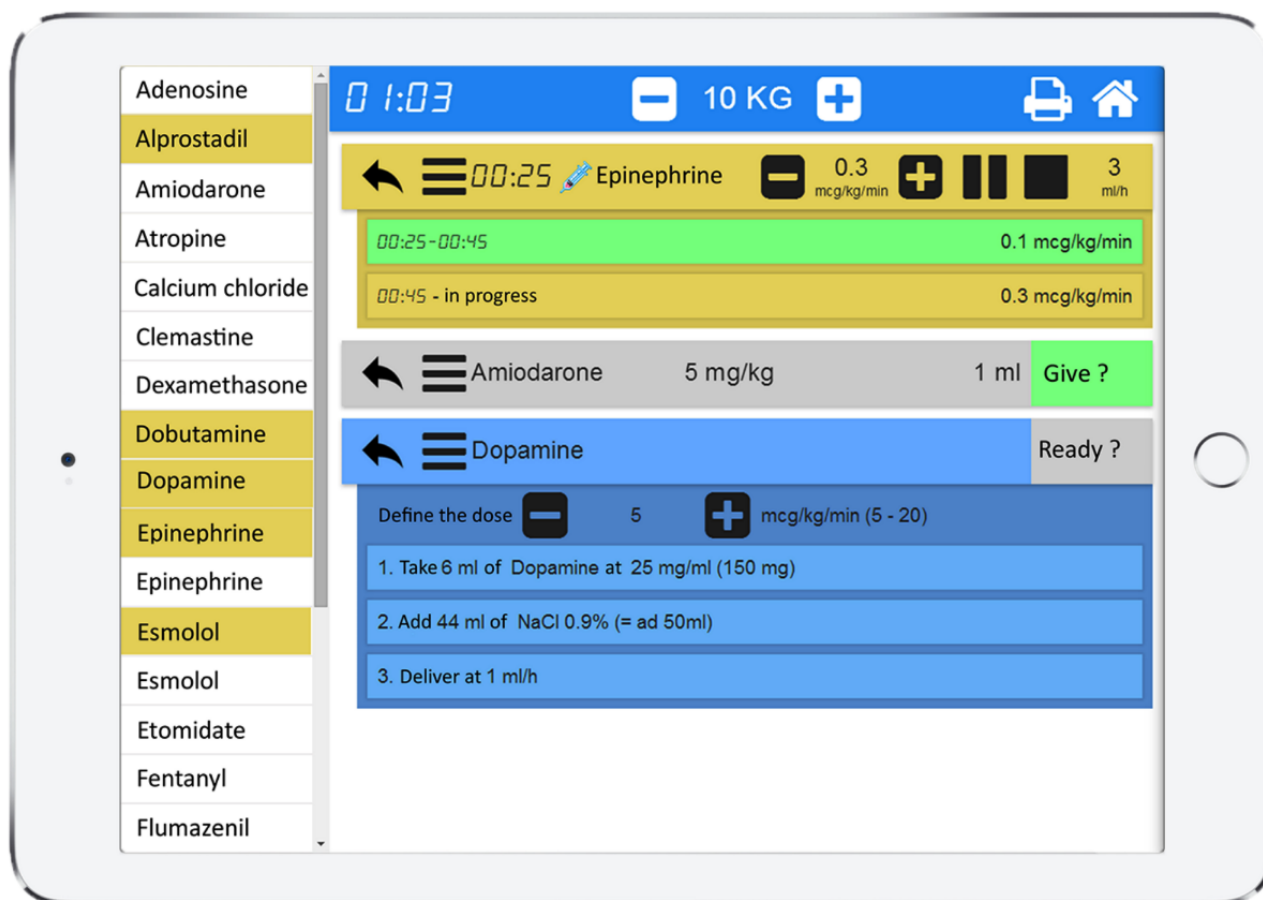 Adenosine
Alprostadil
Amiodarone
Atropine
Calcium chloride
Clemastine
Dexamethasone
Dobutamine
Dopamine
Epinephrine
Epinephrine
Esmolol
Esmolol
Etomidate
Fentanyl
Flumazenil
01:03 10 KG
00:25 Epinephrine 0.3 mcg/kg/min 3 ml/h
00:25-00:45 0.1 mcg/kg/min
00:45 - in progress 0.3 mcg/kg/min
Amiodarone 5 mg/kg 1 ml Give ?
Dopamine Ready ?
Define the dose 5 mcg/kg/min (5 - 20)
1. Take 6 ml of Dopamine at 25 mg/ml (150 mg)
2. Add 44 ml of NaCl 0.9% (= ad 50ml)
3. Deliver at 1 ml/h